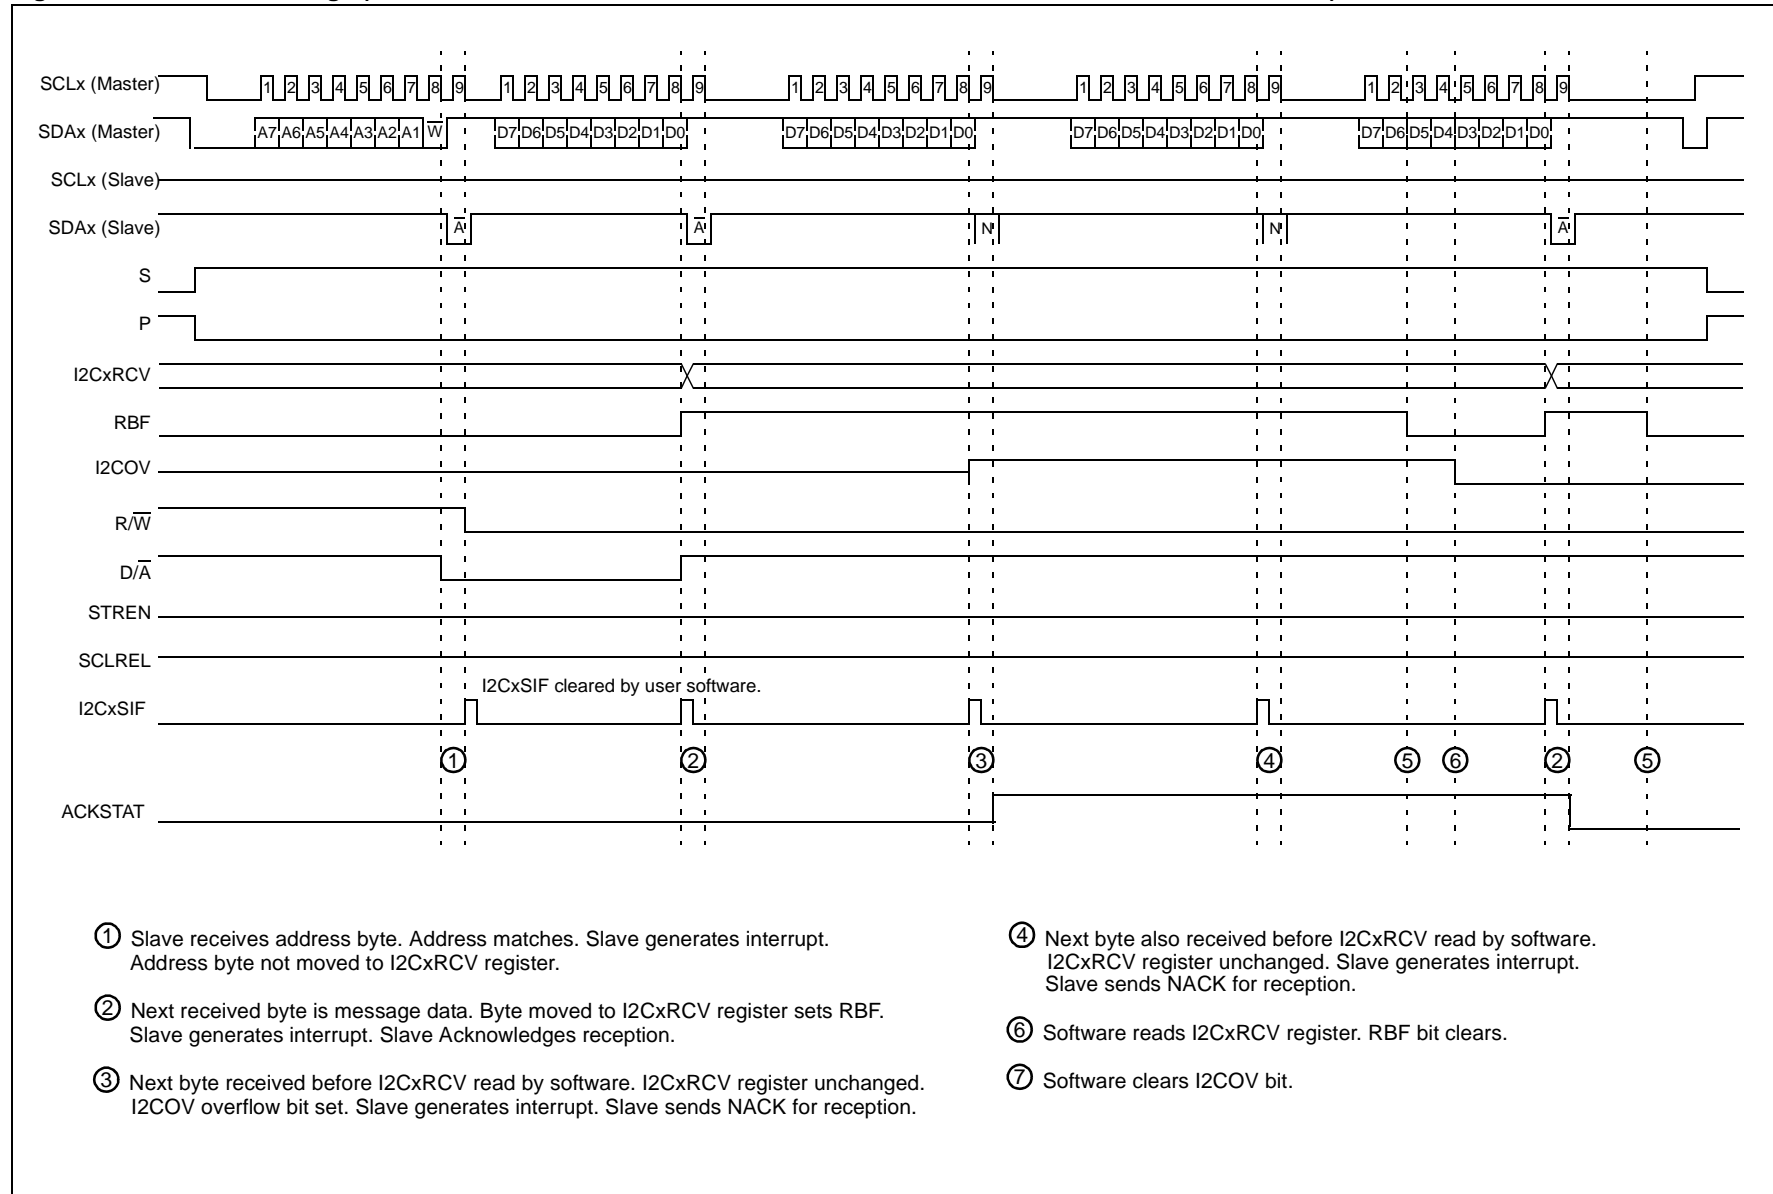 SCLx (Master)
1 2 3 4 5 6 7 8 9 1 2 3 4 5 6 7 8 9 1 2 3 4 5 6 7 8 9 1 2 3 4 5 6 7 8 9 1 2 3 4 5 6 7 8 9
SDAx (Master)
A7 A6 A5 A4 A3 A2 A1 W̅ D7 D6 D5 D4 D3 D2 D1 D0 D7 D6 D5 D4 D3 D2 D1 D0 D7 D6 D5 D4 D3 D2 D1 D0 D7 D6 D5 D4 D3 D2 D1 D0
SCLx (Slave)
SDAx (Slave)
A̅ A̅ N N A̅
S
P
I2CxRCV
RBF
I2COV
R/W̅
D/A̅
STREN
SCLREL
I2CxSIF cleared by user software.
I2CxSIF
1 2 3 4 5 6 2 5
ACKSTAT
1 Slave receives address byte. Address matches. Slave generates interrupt.
Address byte not moved to I2CxRCV register.
2 Next received byte is message data. Byte moved to I2CxRCV register sets RBF.
Slave generates interrupt. Slave Acknowledges reception.
3 Next byte received before I2CxRCV read by software. I2CxRCV register unchanged.
I2COV overflow bit set. Slave generates interrupt. Slave sends NACK for reception.
4 Next byte also received before I2CxRCV read by software.
I2CxRCV register unchanged. Slave generates interrupt.
Slave sends NACK for reception.
6 Software reads I2CxRCV register. RBF bit clears.
7 Software clears I2COV bit.